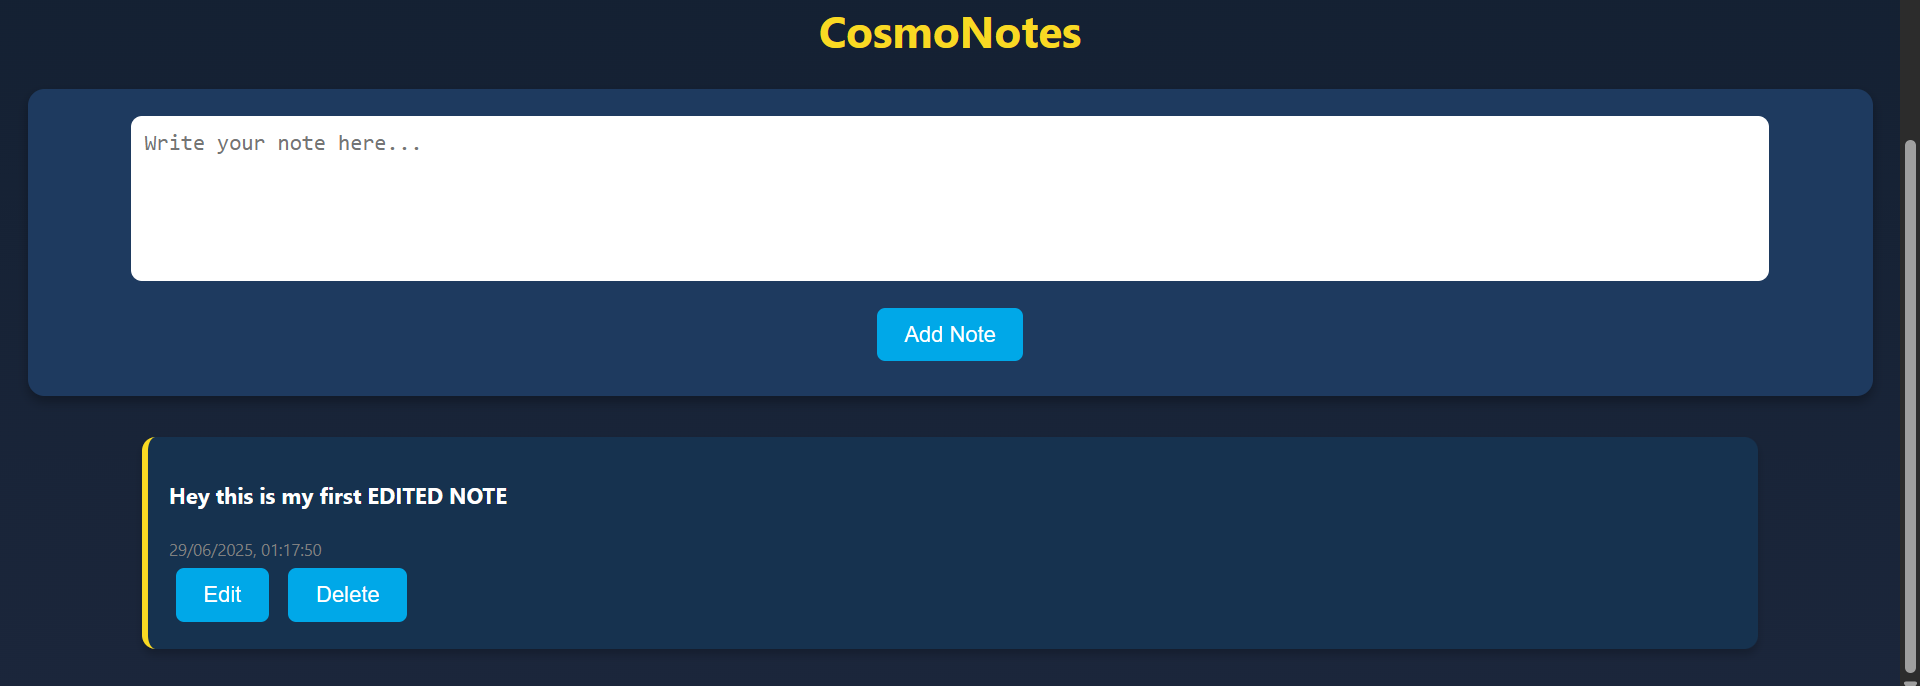 CosmoNotes
Write your note here...
Add Note
Hey this is my first EDITED NOTE
29/06/2025, 01:17:50
Edit Delete